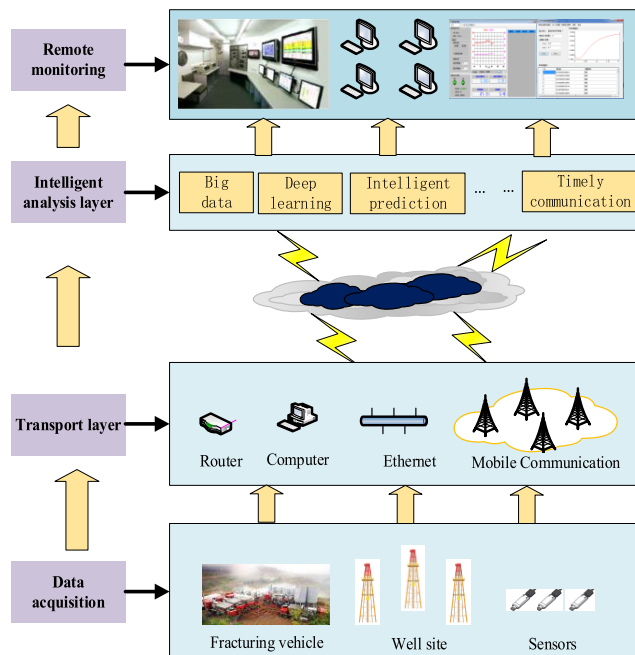 Remote
monitoring
Intelligent
analysis layer
Big
data
Deep
learning
Intelligent
prediction
... ...
Timely
communication
Transport layer
Router
Computer
Ethernet
Mobile Communication
Data
acquisition
Fracturing vehicle
Well site
Sensors